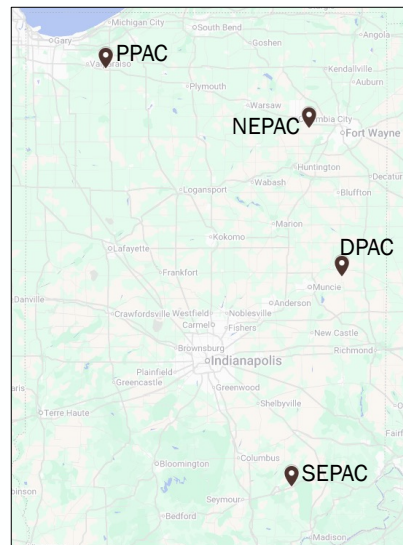 Michigan City
South Bend
Gary
Angola
PPAC
Goshen
Kendallville
Plymouth
Auburn
Warsaw
NEPAC
Fort Wayne
Huntington
Decatur
Wabash
Logansport
Bluffton
Marion
Kokomo
DPAC
Lafayette
Frankfort
Muncie
Danville
Anderson
Crawfordsville
Westfield
Noblesville
Carmel
Fishers
New Castle
Brownsburg
Richmond
Indianapolis
Plainfield
Greencastle
Greenwood
Shelbyville
Terre Haute
Columbus
Bloomington
SEPAC
Seymour
Bedford
Madison